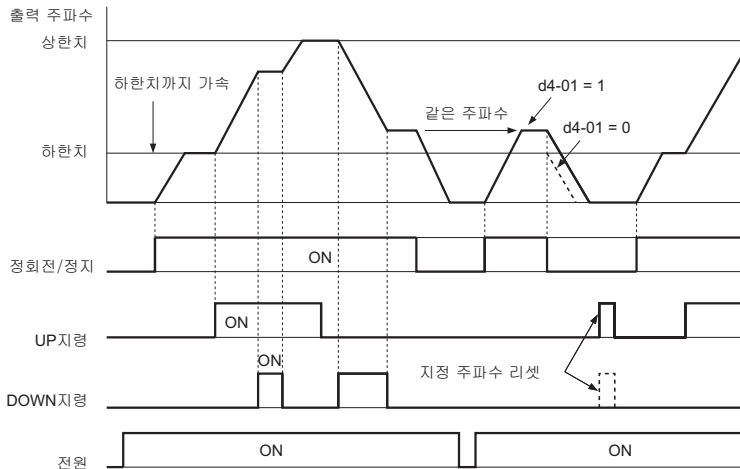 출력 주파수
상한치
하한치까지 가속
같은 주파수
d4-01 = 1
d4-01 = 0
하한치
정회전/정지
ON
UP지령
ON
ON
지정 주파수 리셋
DOWN지령
전원
ON
ON